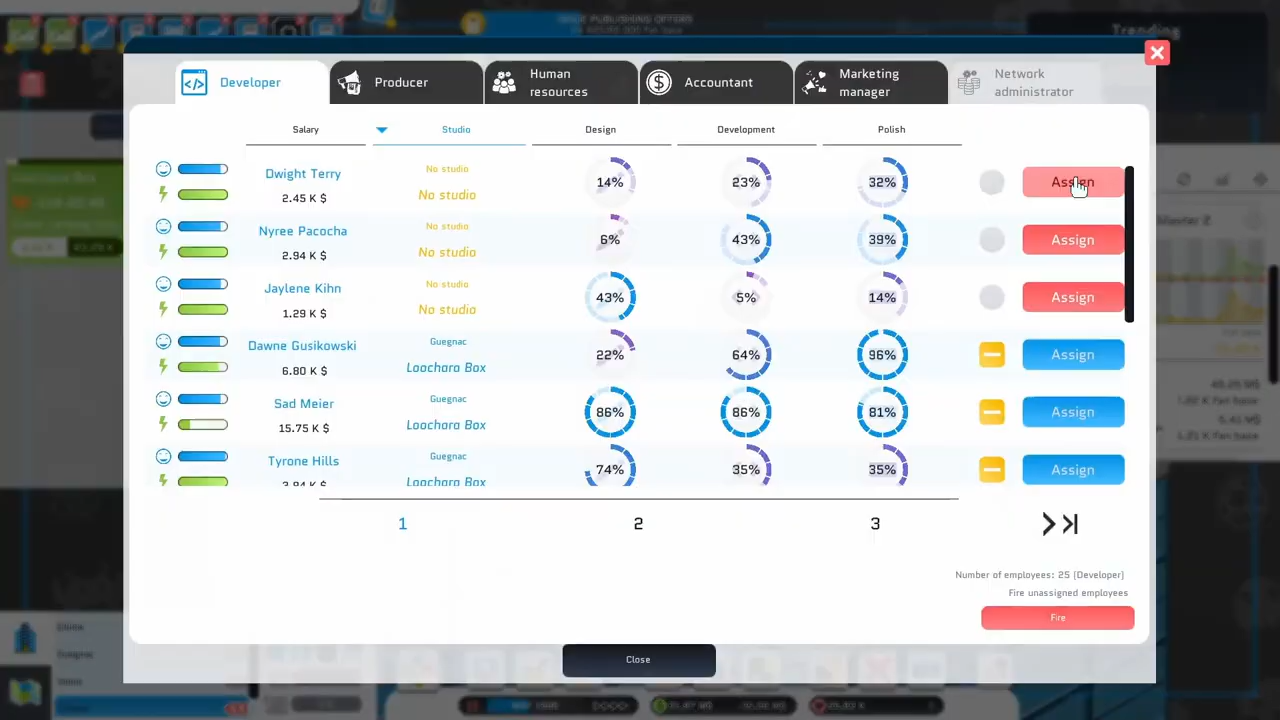 Trending
Developer
Producer
Human resources
Accountant
Marketing manager
Network administrator
Salary
Studio
Design
Development
Polish
Dwight Terry
2.45 K $
No studio
No studio
14%
23%
32%
Assign
Nyree Pacocha
2.94 K $
No studio
No studio
6%
43%
39%
Assign
Jaylene Kihn
1.29 K $
No studio
No studio
43%
5%
14%
Assign
Dawne Gusikowski
6.80 K $
Guegnac
Loochara Box
22%
64%
96%
Assign
Sad Meier
15.75 K $
Guegnac
Loochara Box
86%
86%
81%
Assign
Tyrone Hills
3.94 K $
Guegnac
Loochara Box
74%
35%
35%
Assign
1
2
3
Number of employees: 25 (Developer)
Fire unassigned employees
Fire
Close